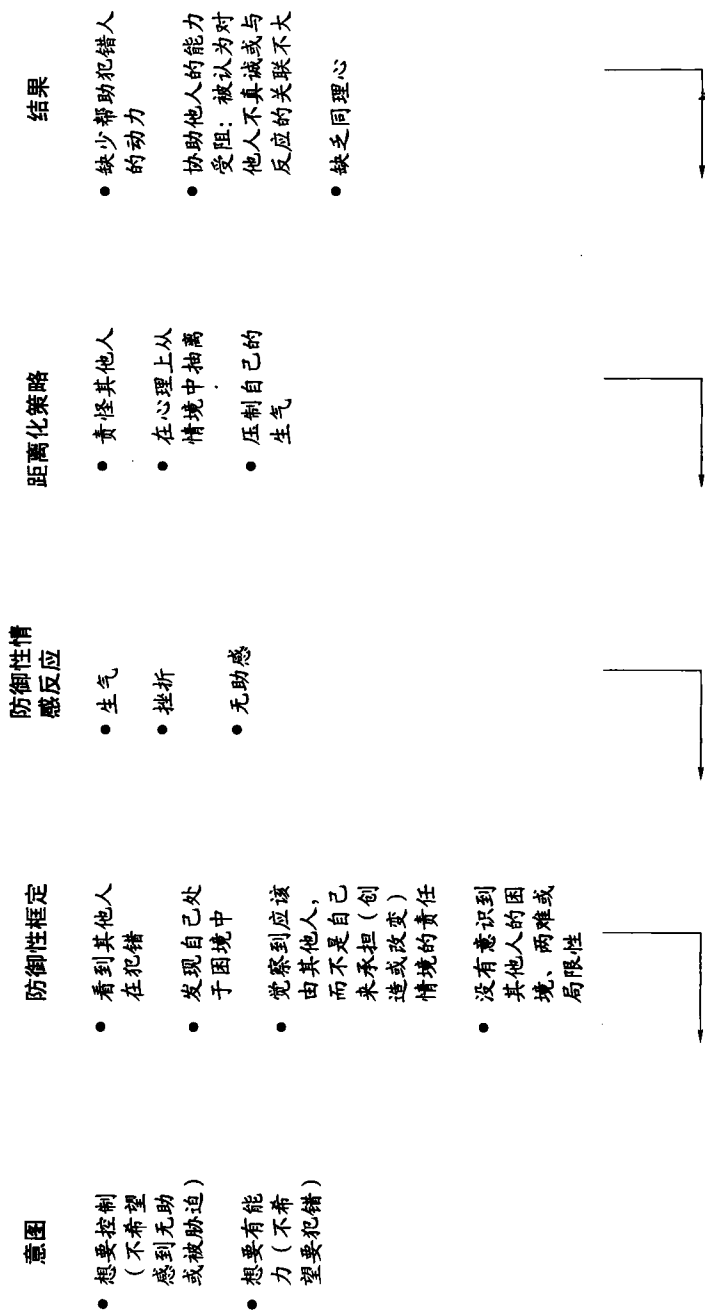 意图
● 想要控制
（不希望
感到无助
或被胁迫）
● 想要有能
力（不希
望要犯错）
防御性框定
● 看到其他人
在犯错
● 发现自己处
于困境中
● 觉察到应该
由其他人，
而不是自己
来承担（创
造或改变）
情境的责任
● 没有意识到
其他人的困
境、两难或
局限性
防御性情
感反应
● 生气
● 挫折
● 无助感
距离化策略
● 责怪其他人
● 在心理上从
情境中抽离
● 压制自己的
生气
结果
● 缺少帮助犯错人
的动力
● 协助他人的能力
受阻：被认为对
他人不真诚或与
反应的关联不大
● 缺乏同理心